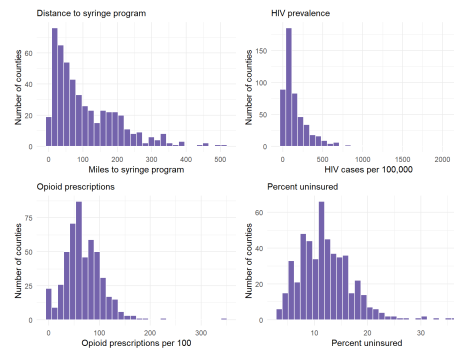 Distance to syringe program
Number of counties
60
40
20
0
0 100 200 300 400 500
Miles to syringe program
HIV prevalence
Number of counties
150
100
50
0
0 500 1000 1500 2000
HIV cases per 100,000
Opioid prescriptions
Number of counties
75
50
25
0
0 100 200 300
Opioid prescriptions per 100
Percent uninsured
Number of counties
60
40
20
0
10 20 30
Percent uninsured